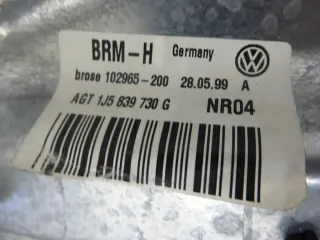 BRM-H Germany
brose 102965-200 28.05.99 A
AGT 1J5 839 730 G NR04